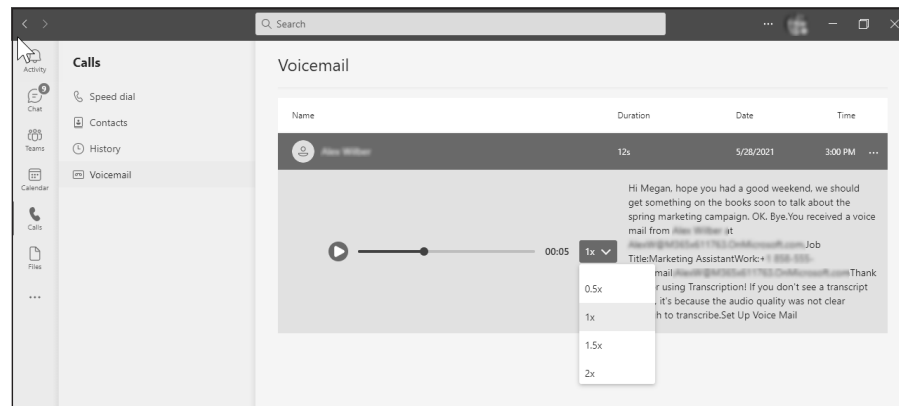 Search
...
Activity
Chat
9
Teams
Calendar
Calls
Files
...
Calls
Speed dial
Contacts
History
Voicemail
Voicemail
Name Duration Date Time
12s 5/28/2021 3:00 PM ...
Hi Megan, hope you had a good weekend, we should
get something on the books soon to talk about the
spring marketing campaign. OK. Bye.You received a voice
mail from at
Job
Title:Marketing AssistantWork:+
mail Thank
r using Transcription! If you don't see a transcript
, it's because the audio quality was not clear
h to transcribe.Set Up Voice Mail
00:05
1x
0.5x
1x
1.5x
2x